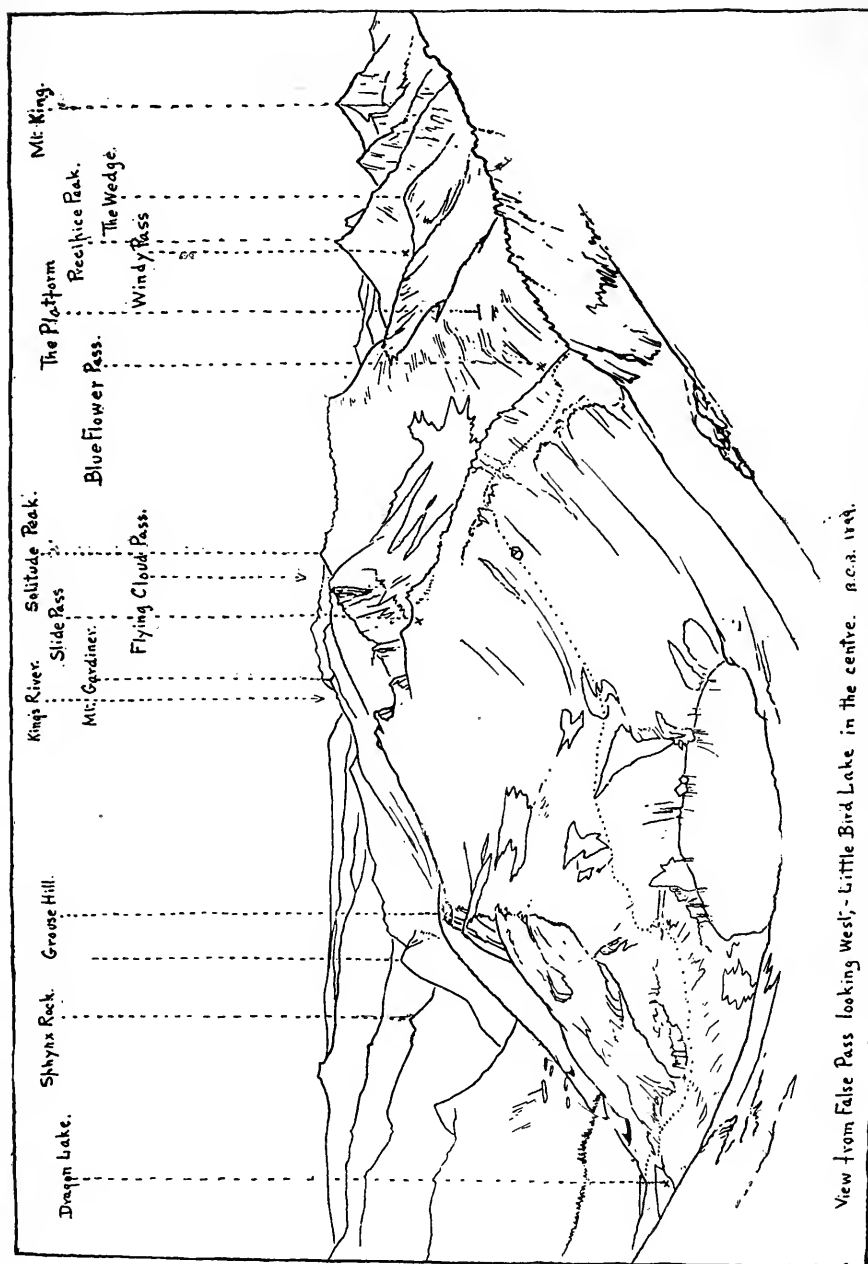 Dragon Lake.
Sphynx Rock.
Grouse Hill.
King's River.
Mt. Gardiner.
Slide Pass
Solitude Peak.
Flying Cloud Pass.
Blue Flower Pass.
The Platform
Windy Pass
Precipice Peak.
The Wedge.
Mt. King.
View from False Pass looking West, - Little Bird Lake in the centre. B.C.B. 1899.